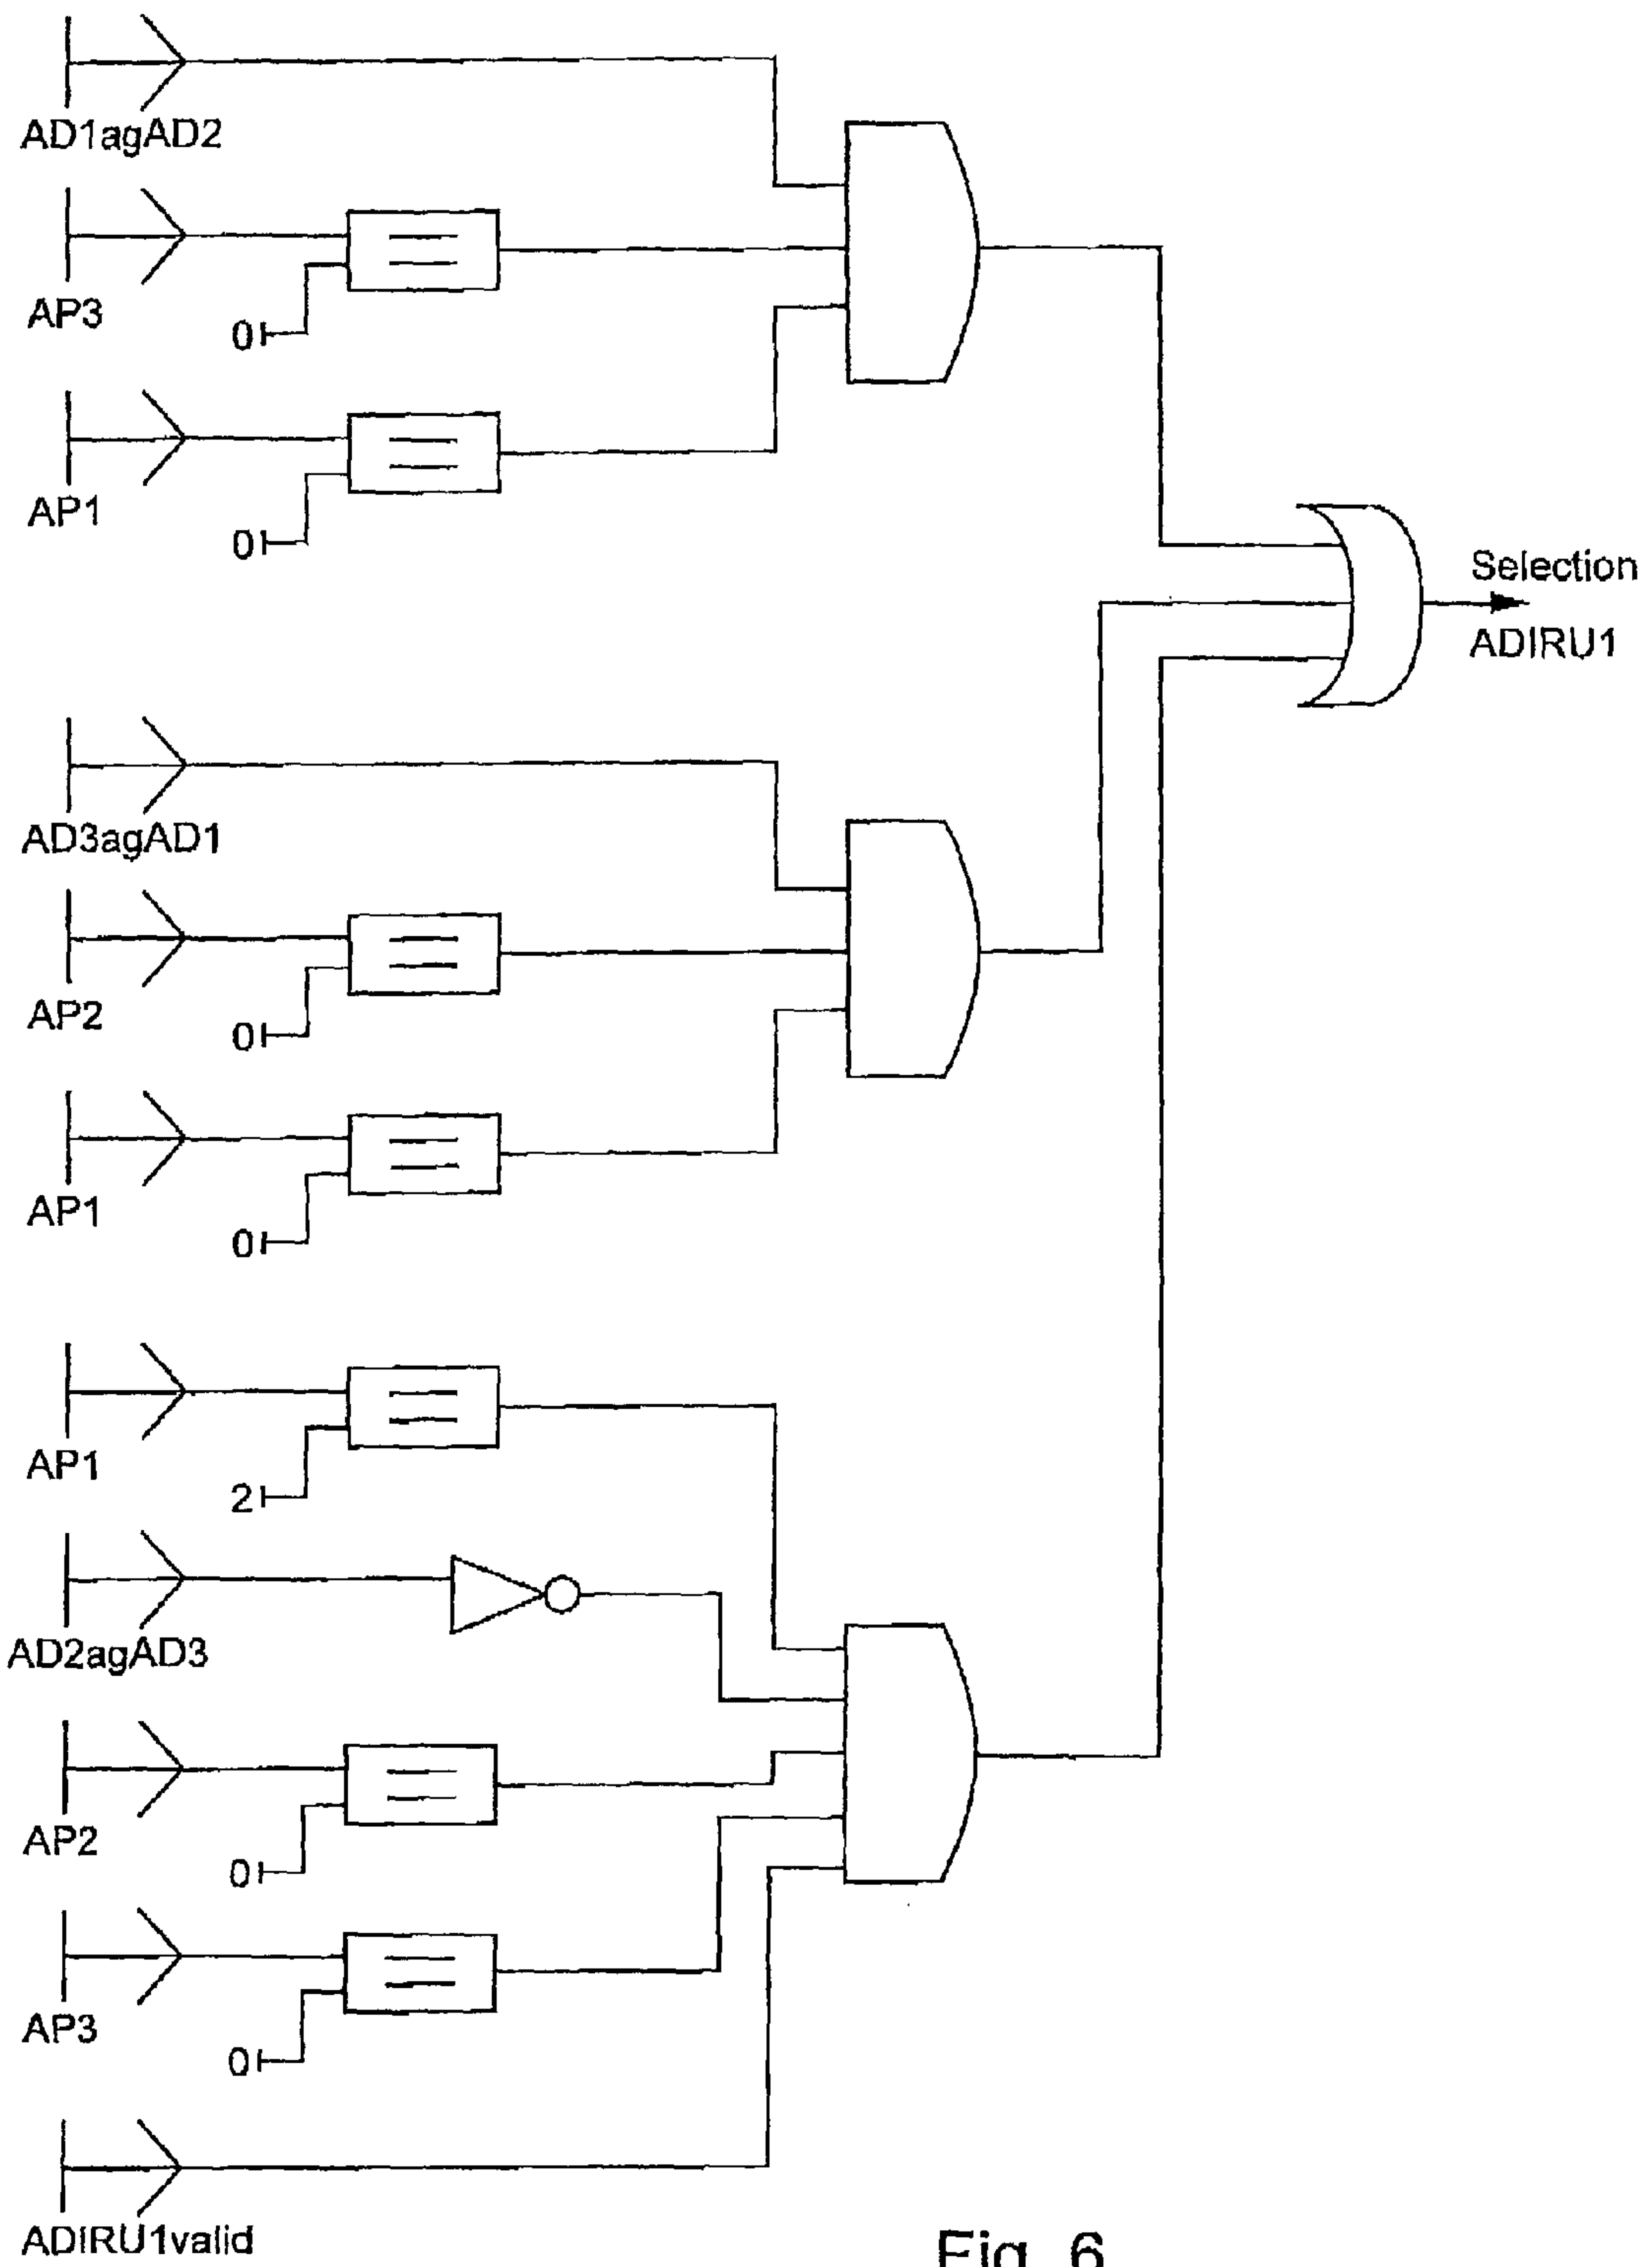 AD1agAD2
AP3
0
AP1
0
Selection
ADIRU1
AD3agAD1
AP2
0
AP1
0
AP1
2
AD2agAD3
AP2
0
AP3
0
ADIRU1valid
Fig. 6